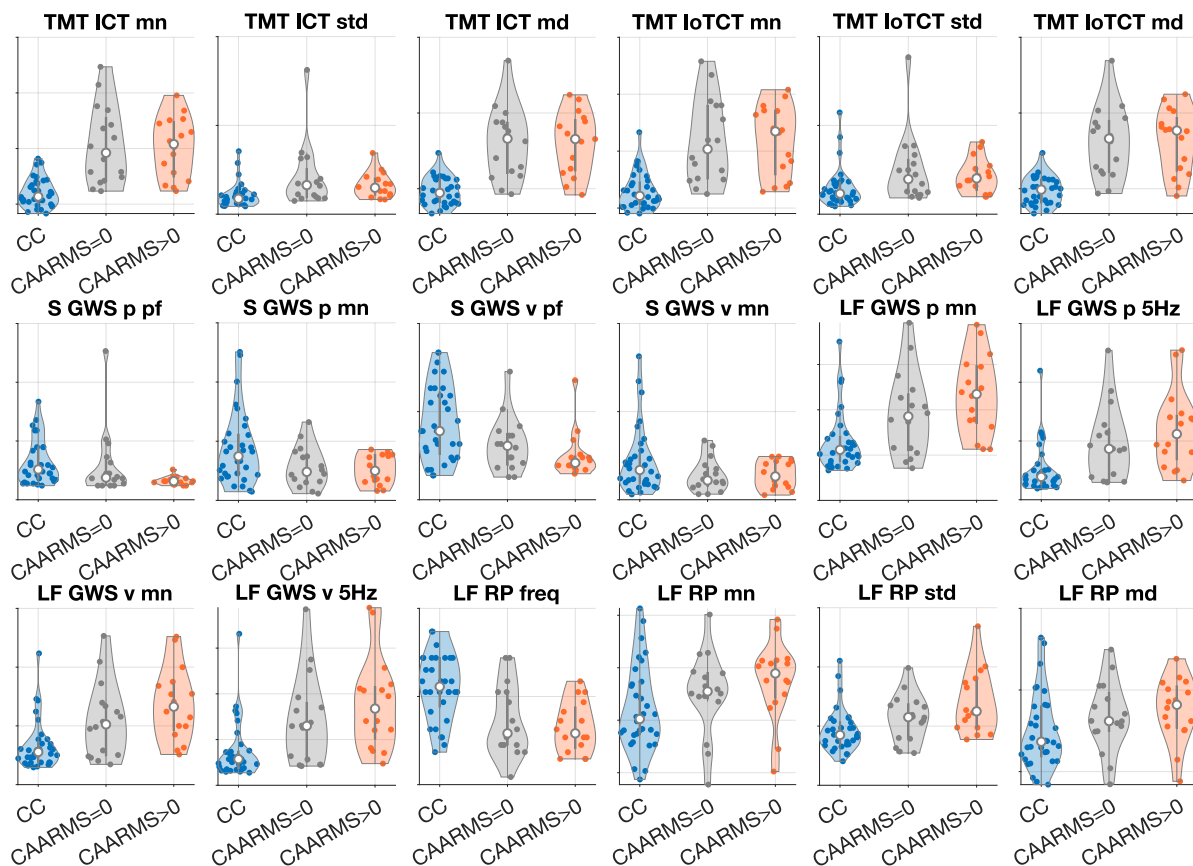 TMT ICT mn TMT ICT std TMT ICT md TMT IoTCT mn TMT IoTCT std TMT IoTCT md
CC CAARMS=0 CAARMS>0 CC CAARMS=0 CAARMS>0 CC CAARMS=0 CAARMS>0 CC CAARMS=0 CAARMS>0 CC CAARMS=0 CAARMS>0 CC CAARMS=0 CAARMS>0
S GWS p pf S GWS p mn S GWS v pf S GWS v mn LF GWS p mn LF GWS p 5Hz
CC CAARMS=0 CAARMS>0 CC CAARMS=0 CAARMS>0 CC CAARMS=0 CAARMS>0 CC CAARMS=0 CAARMS>0 CC CAARMS=0 CAARMS>0 CC CAARMS=0 CAARMS>0
LF GWS v mn LF GWS v 5Hz LF RP freq LF RP mn LF RP std LF RP md
CC CAARMS=0 CAARMS>0 CC CAARMS=0 CAARMS>0 CC CAARMS=0 CAARMS>0 CC CAARMS=0 CAARMS>0 CC CAARMS=0 CAARMS>0 CC CAARMS=0 CAARMS>0